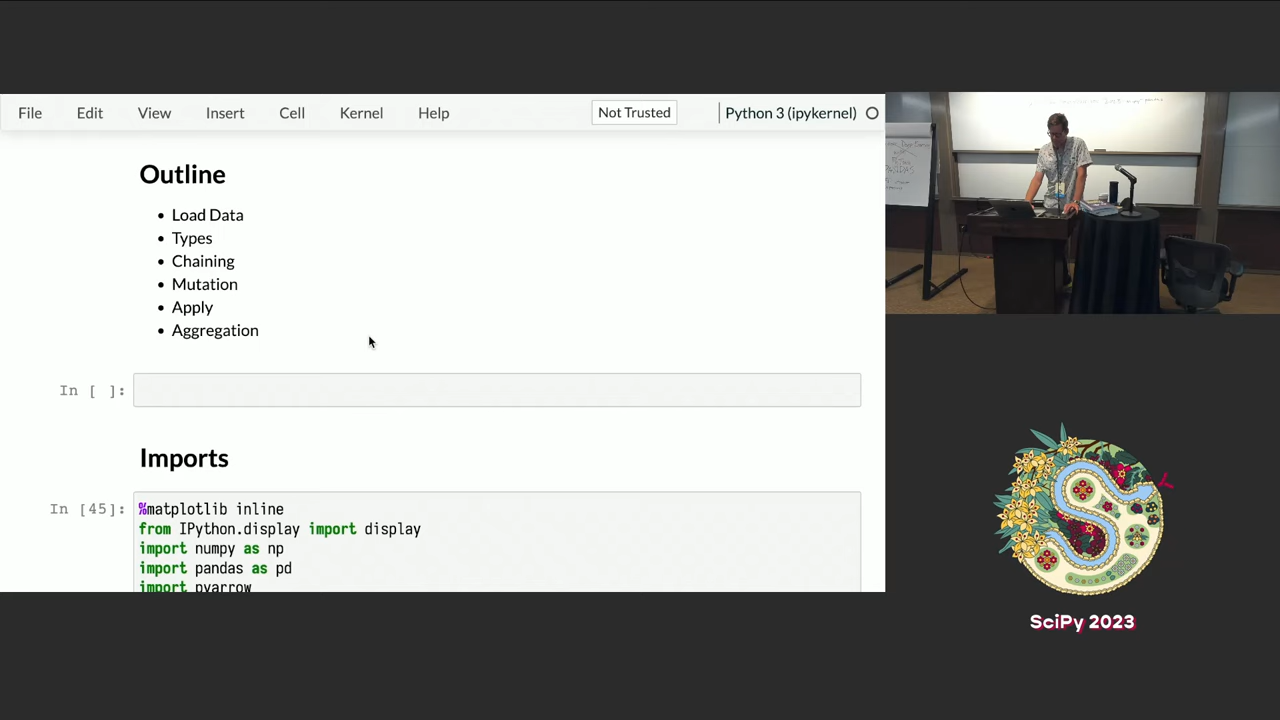 File Edit View Insert Cell Kernel Help Not Trusted Python 3 (ipykernel)
Outline
• Load Data
• Types
• Chaining
• Mutation
• Apply
• Aggregation
In [ ]:
Imports
In [45]: %matplotlib inline
from IPython.display import display
import numpy as np
import pandas as pd
import pyarrow
SciPy 2023